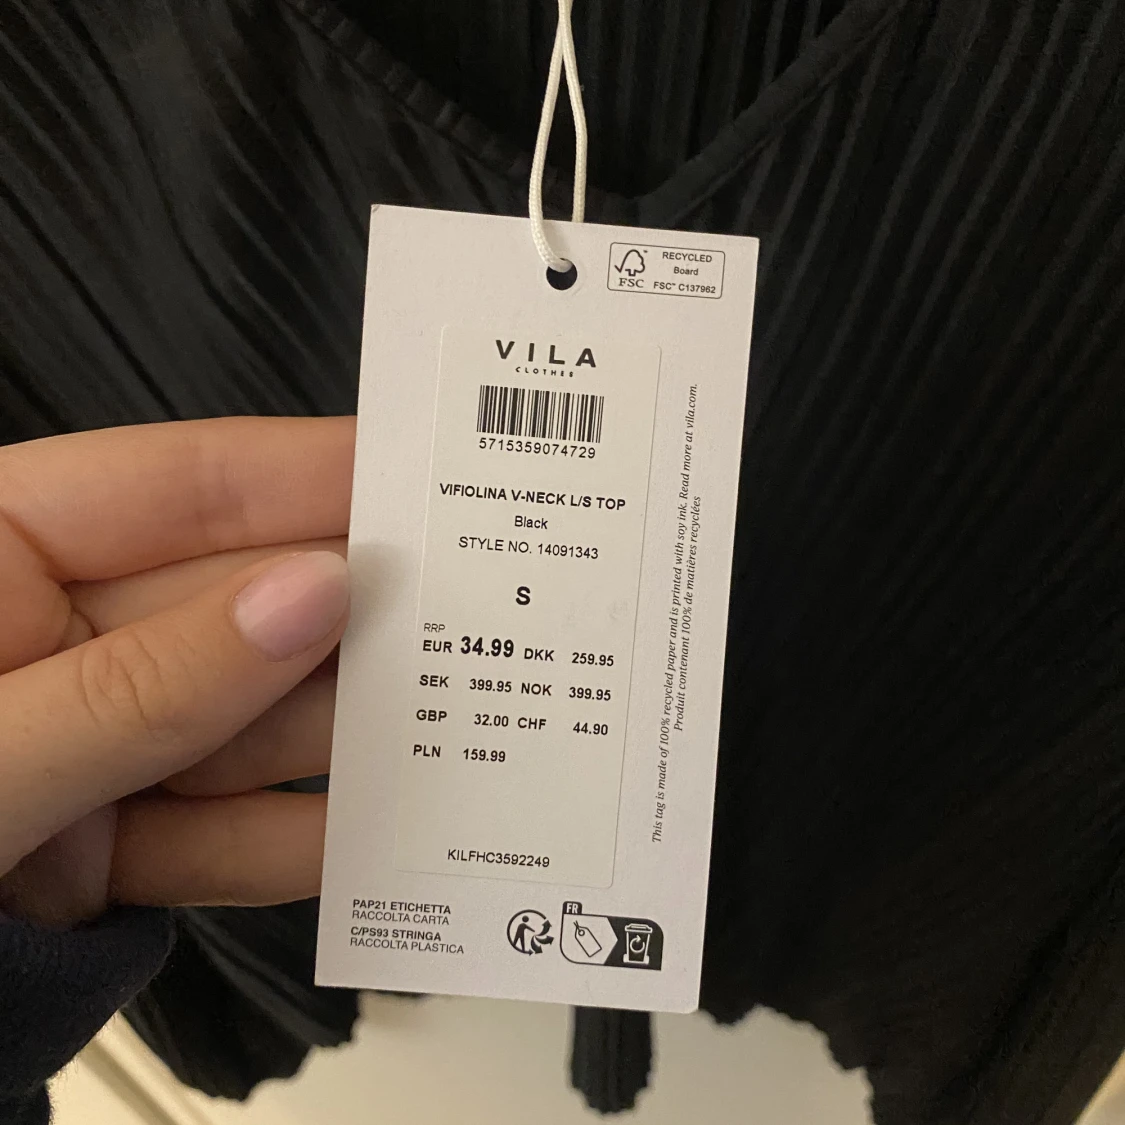 RECYCLED
Board
FSC™ C137962
FSC
VILA
CLOTHES
5715359074729
VIFIOLINA V-NECK L/S TOP
Black
STYLE NO. 14091343
S
RRP
EUR 34.99 DKK 259.95
SEK 399.95 NOK 399.95
GBP 32.00 CHF 44.90
PLN 159.99
KILFHC3592249
This tag is made of 100% recycled paper and is printed with soy ink. Read more at vila.com.
Produit contenant 100% de matières recyclées
PAP21 ETICHETTA
RACCOLTA CARTA
C/PS93 STRINGA
RACCOLTA PLASTICA
FR